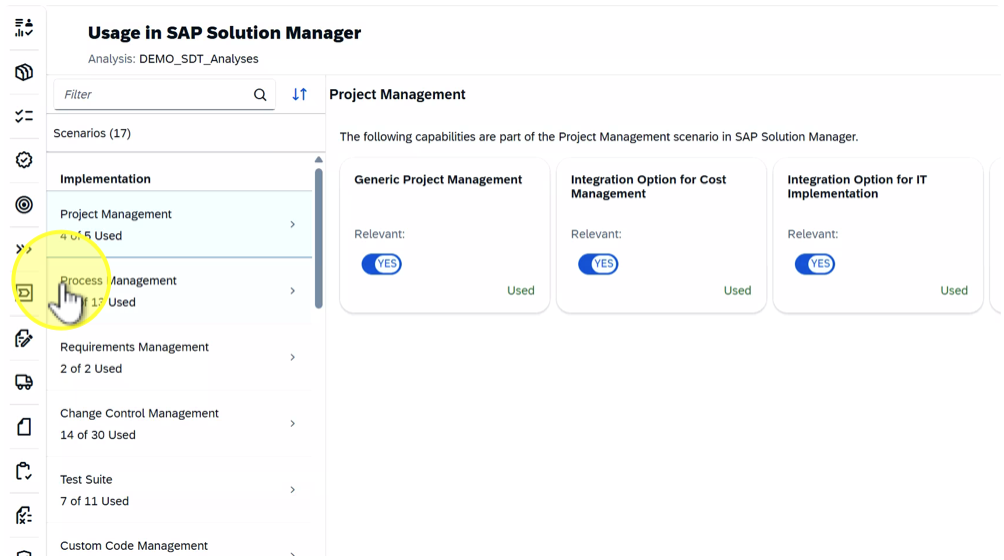 Usage in SAP Solution Manager
Analysis: DEMO_SDT_Analyses
Filter
Scenarios (17)
Implementation
Project Management
4 of 5 Used
Process Management
13 Used
Requirements Management
2 of 2 Used
Change Control Management
14 of 30 Used
Test Suite
7 of 11 Used
Custom Code Management
Project Management
The following capabilities are part of the Project Management scenario in SAP Solution Manager.
Generic Project Management
Relevant:
YES
Used
Integration Option for Cost
Management
Relevant:
YES
Used
Integration Option for IT
Implementation
Relevant:
YES
Used